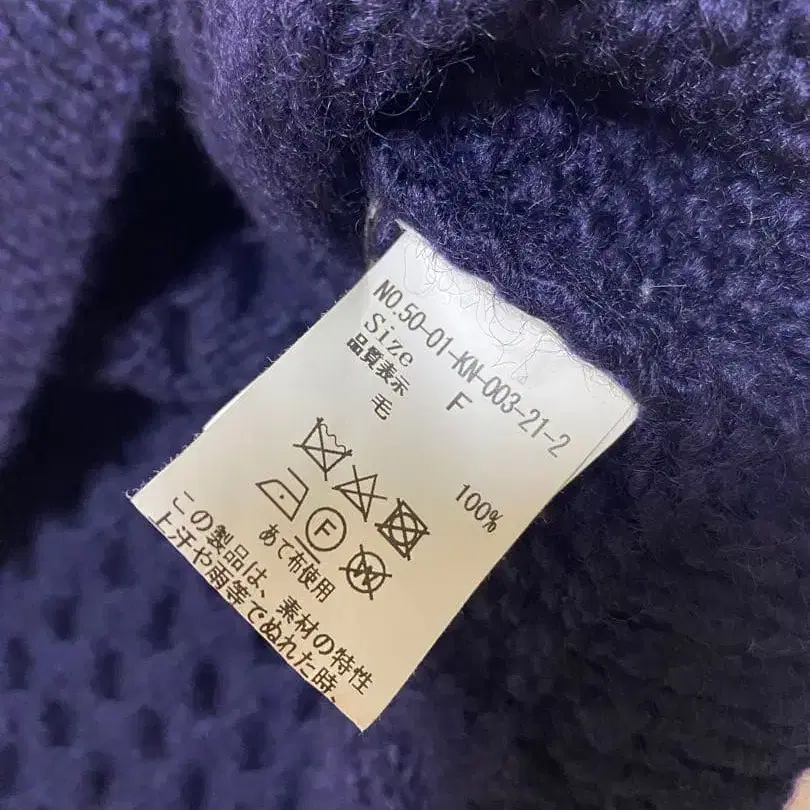 NO.50-01-KN-003-21-2
Size F
品質表示
毛 100%
F W
あて布使用
この製品は、素材の特性
上汗や雨等でぬれた時、